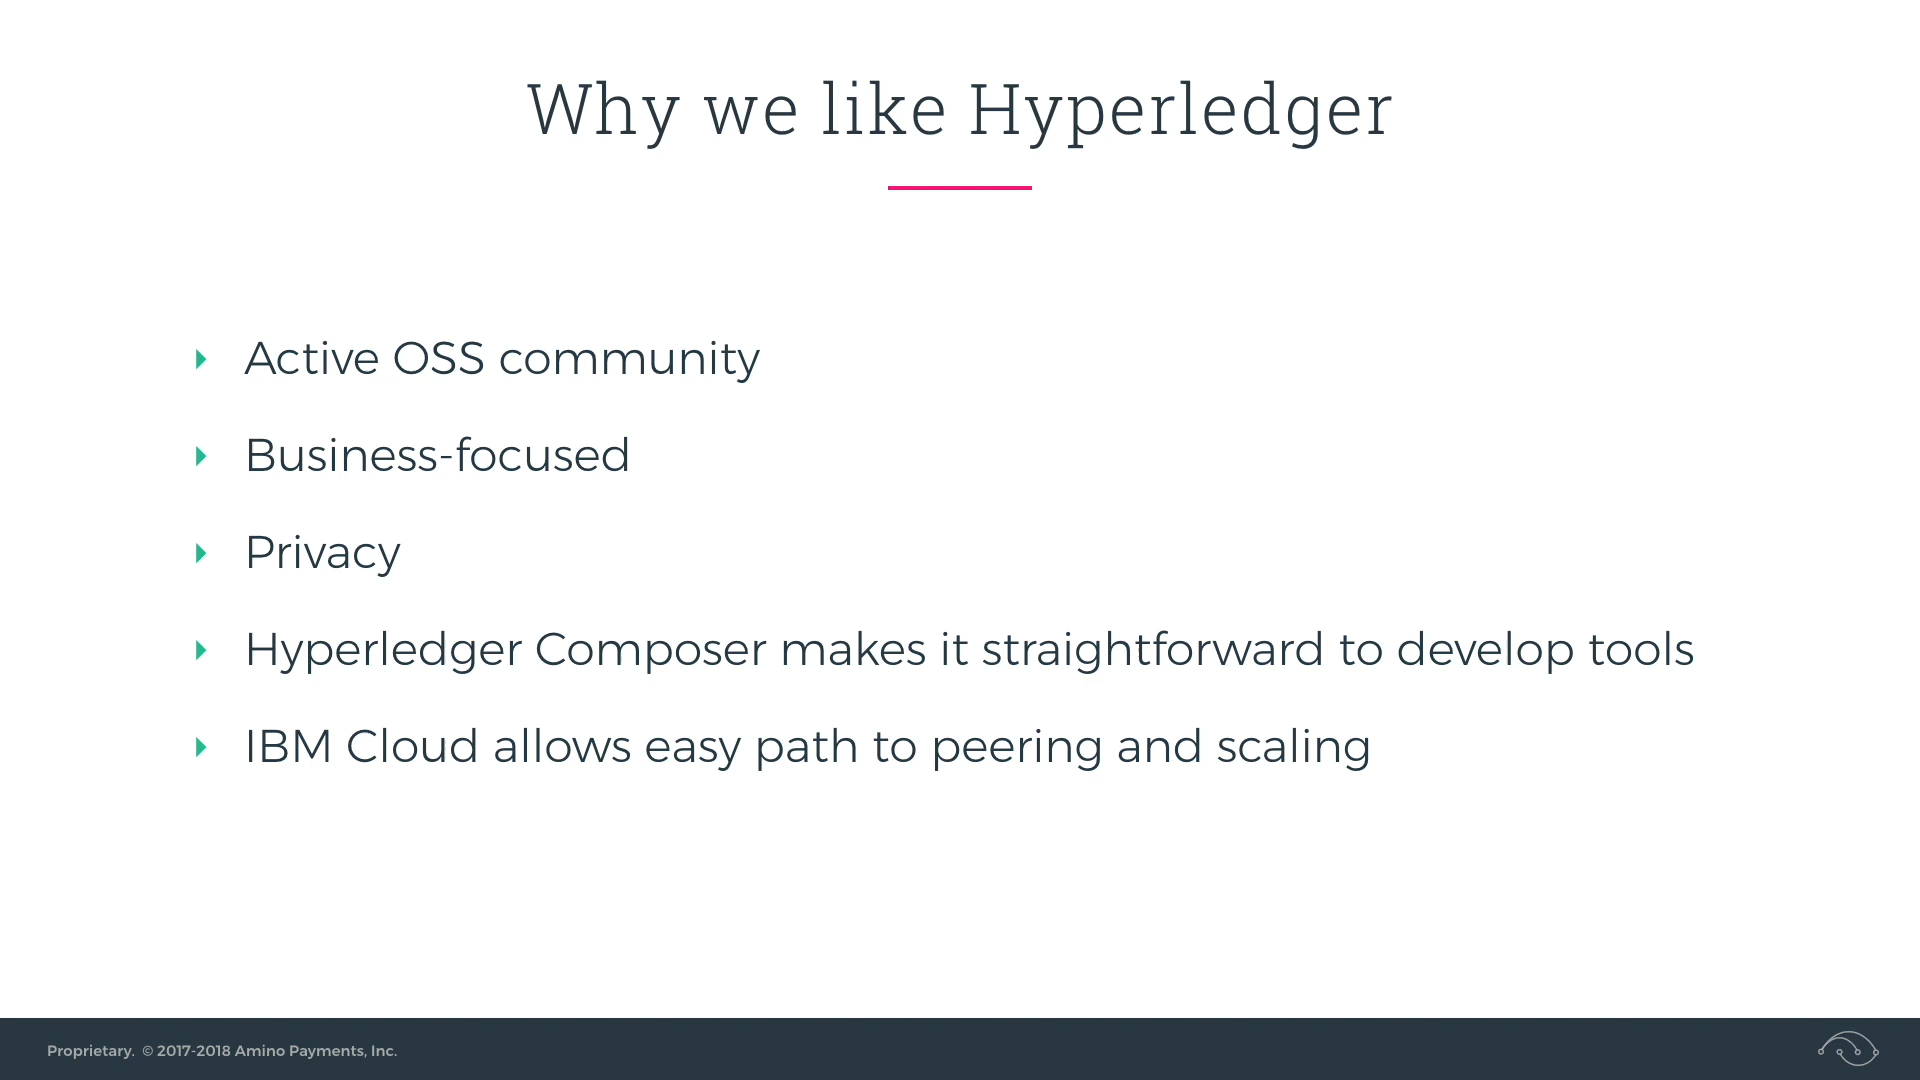 Why we like Hyperledger
Active OSS community
Business-focused
Privacy
Hyperledger Composer makes it straightforward to develop tools
IBM Cloud allows easy path to peering and scaling
Proprietary. © 2017-2018 Amino Payments, Inc.